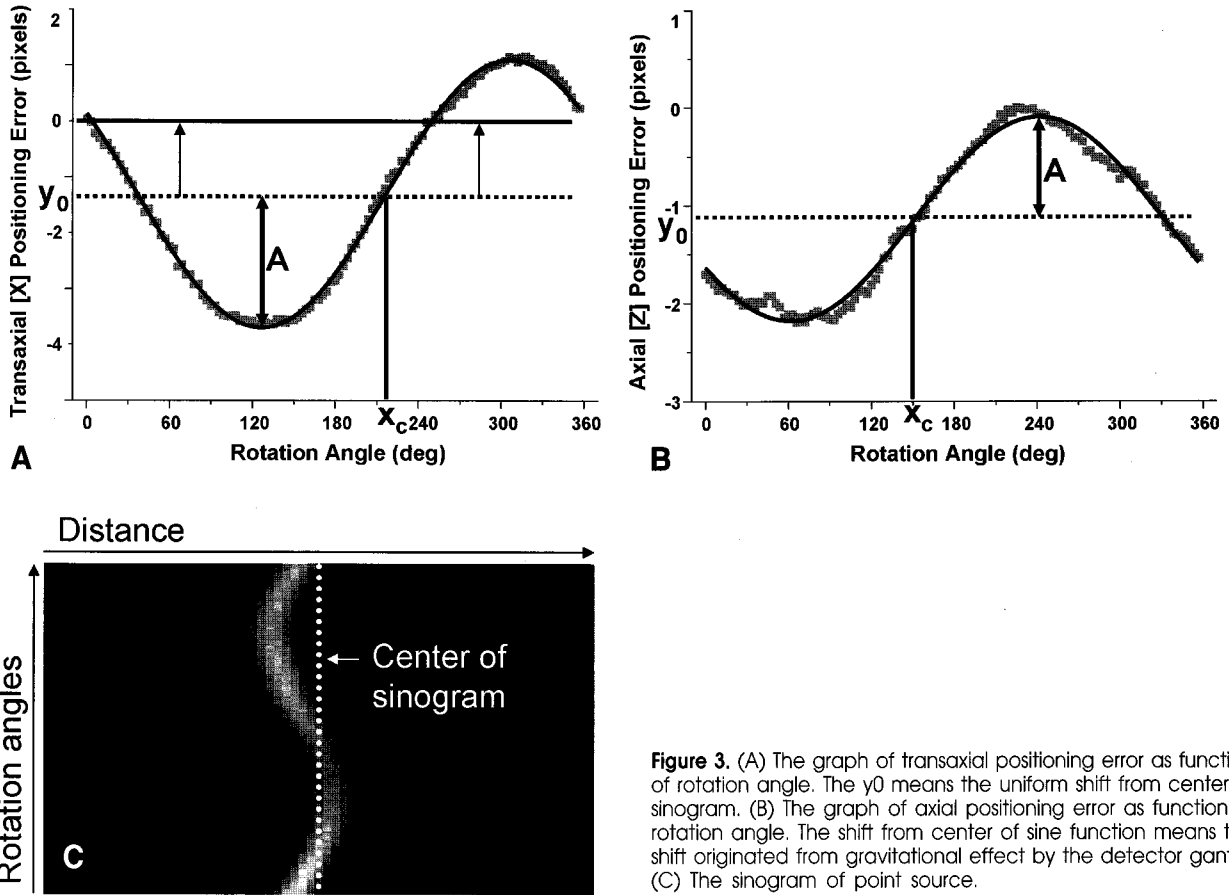 A
2
0
-2
-4
y0
A
Transaxial [X] Positioning Error (pixels)
0 60 120 180 xc 240 300 360
Rotation Angle (deg)
B
1
0
-1
-2
-3
y0
A
Axial [Z] Positioning Error (pixels)
0 60 120 xc 180 240 300 360
Rotation Angle (deg)
Distance
Rotation angles
Center of
sinogram
C
Figure 3. (A) The graph of transaxial positioning error as functi
of rotation angle. The y0 means the uniform shift from center
sinogram. (B) The graph of axial positioning error as function
rotation angle. The shift from center of sine function means t
shift originated from gravitational effect by the detector gant
(C) The sinogram of point source.